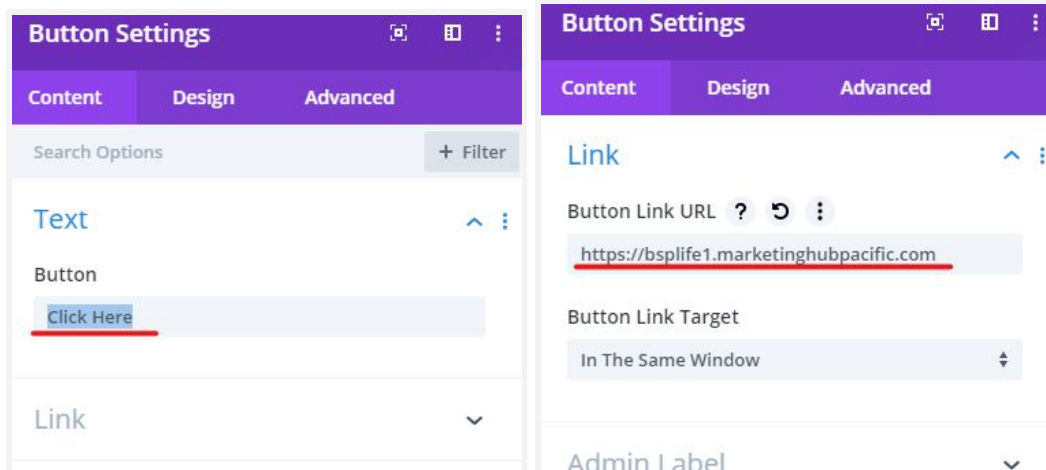 Button Settings
Content Design Advanced
Search Options + Filter
Text
Button
Click Here
Link
Button Settings
Content Design Advanced
Link
Button Link URL ?
https://bsplife1.marketinghubpacific.com
Button Link Target
In The Same Window
Admin Label